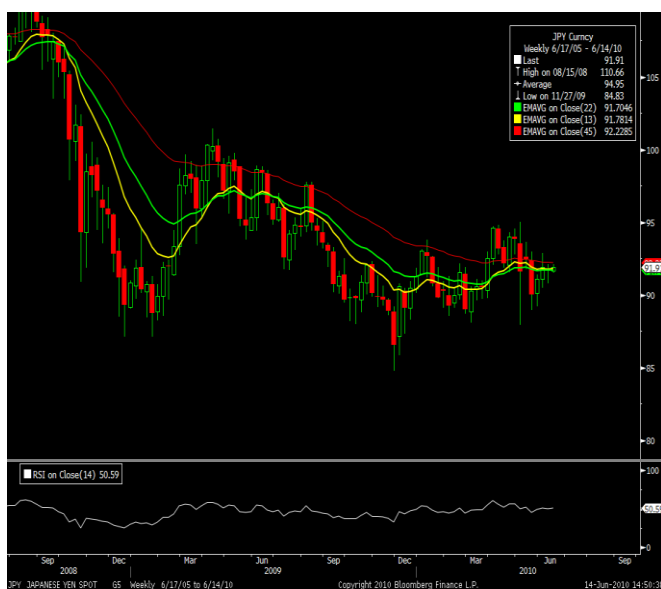 JPY Curncy
Weekly 6/17/05 - 6/14/10
Last 91.91
High on 08/15/08 110.66
Average 94.95
Low on 11/27/09 84.83
EMAVG on Close(22) 91.7046
EMAVG on Close(13) 91.7814
EMAVG on Close(45) 92.2285
105
100
95
91.91
90
85
80
RSI on Close(14) 50.59
100
50.59
0
Sep Dec Mar Jun Sep Dec Mar Jun Sep
2008 2009 2010
JPY JAPANESE YEN SPOT G5 Weekly 6/17/05 to 6/14/10 Copyright 2010 Bloomberg Finance L.P. 14-Jun-2010 14:50:38